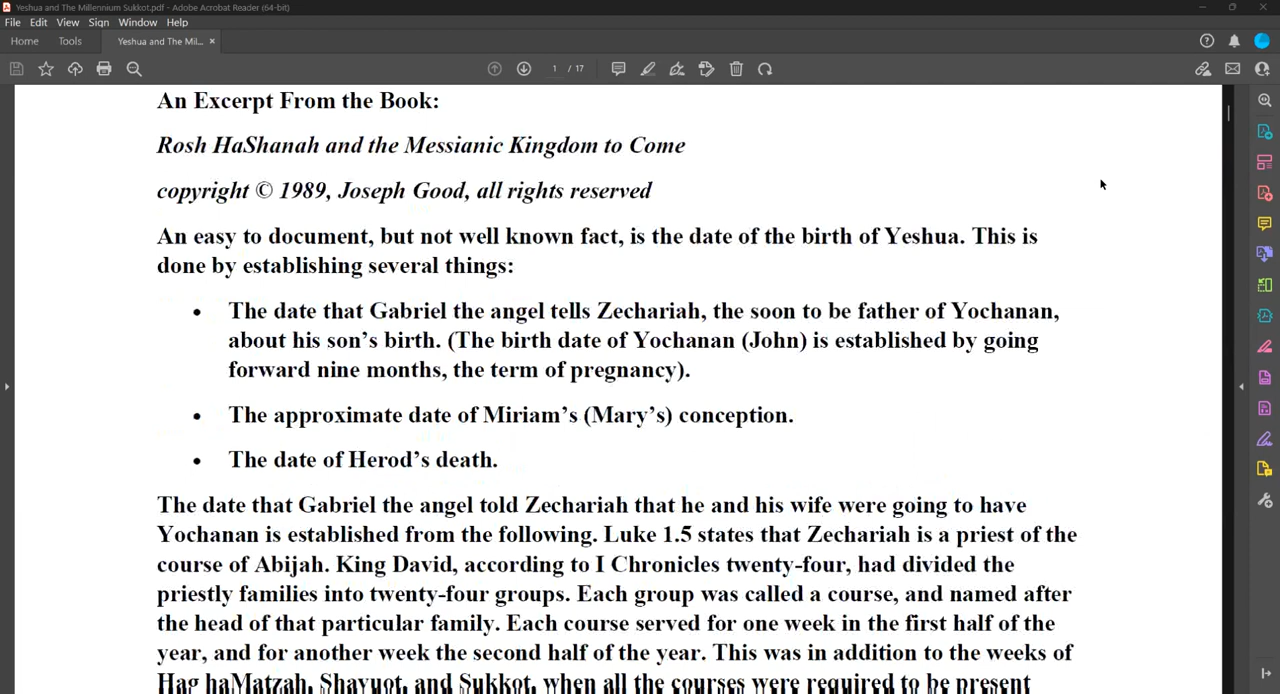 Yeshua and The Millennium Sukkot.pdf - Adobe Acrobat Reader (64-bit)
File Edit View Sign Window Help
Home Tools Yeshua and The Mil... ×
1 / 17
An Excerpt From the Book:
Rosh HaShanah and the Messianic Kingdom to Come
copyright © 1989, Joseph Good, all rights reserved
An easy to document, but not well known fact, is the date of the birth of Yeshua. This is
done by establishing several things:
• The date that Gabriel the angel tells Zechariah, the soon to be father of Yochanan,
about his son’s birth. (The birth date of Yochanan (John) is established by going
forward nine months, the term of pregnancy).
• The approximate date of Miriam’s (Mary’s) conception.
• The date of Herod’s death.
The date that Gabriel the angel told Zechariah that he and his wife were going to have
Yochanan is established from the following. Luke 1.5 states that Zechariah is a priest of the
course of Abijah. King David, according to I Chronicles twenty-four, had divided the
priestly families into twenty-four groups. Each group was called a course, and named after
the head of that particular family. Each course served for one week in the first half of the
year, and for another week the second half of the year. This was in addition to the weeks of
Hag haMatzah, Shavuot, and Sukkot, when all the courses were required to be present